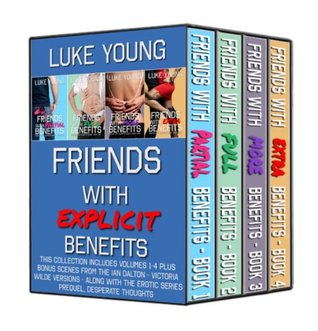 LUKE YOUNG
FRIENDS
WITH
EXPLICIT
BENEFITS
THIS COLLECTION INCLUDES VOLUMES 1-4 PLUS
BONUS SCENES FROM THE IAN DALTON - VICTORIA
WILDE VERSIONS - ALONG WITH THE EROTIC SERIES
PREQUEL, DESPERATE THOUGHTS
FRIENDS WITH PARTIAL BENEFITS - BOOK 1
FRIENDS WITH FULL BENEFITS - BOOK 2
FRIENDS WITH MORE BENEFITS - BOOK 3
FRIENDS WITH EXTRA BENEFITS - BOOK 4